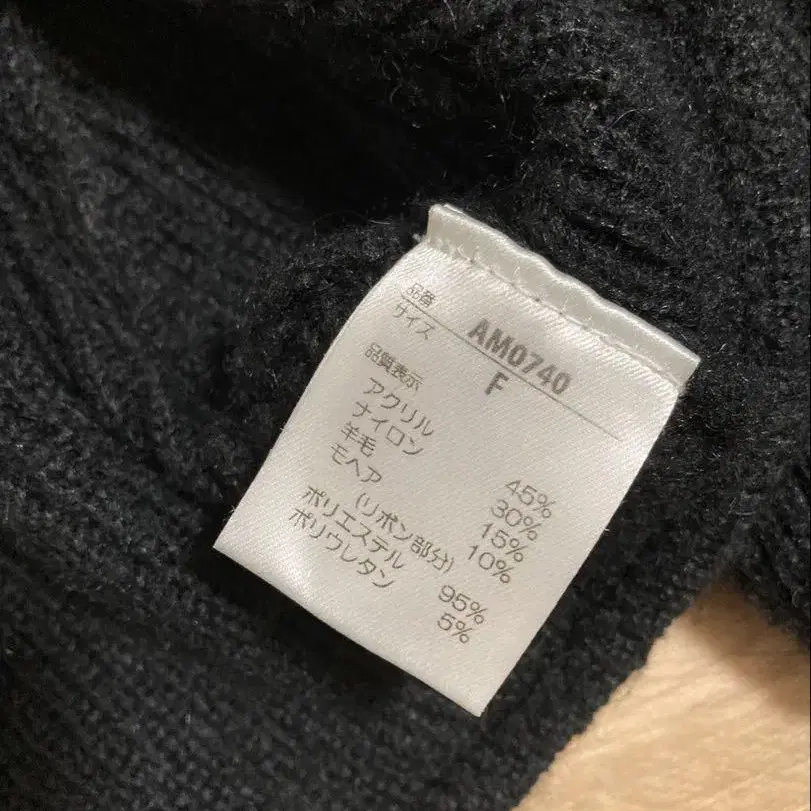 品番 AM0740
サイズ F
品質表示
アクリル 45%
ナイロン 30%
羊毛 15%
モヘア 10%
(リボン部分)
ポリエステル 95%
ポリウレタン 5%